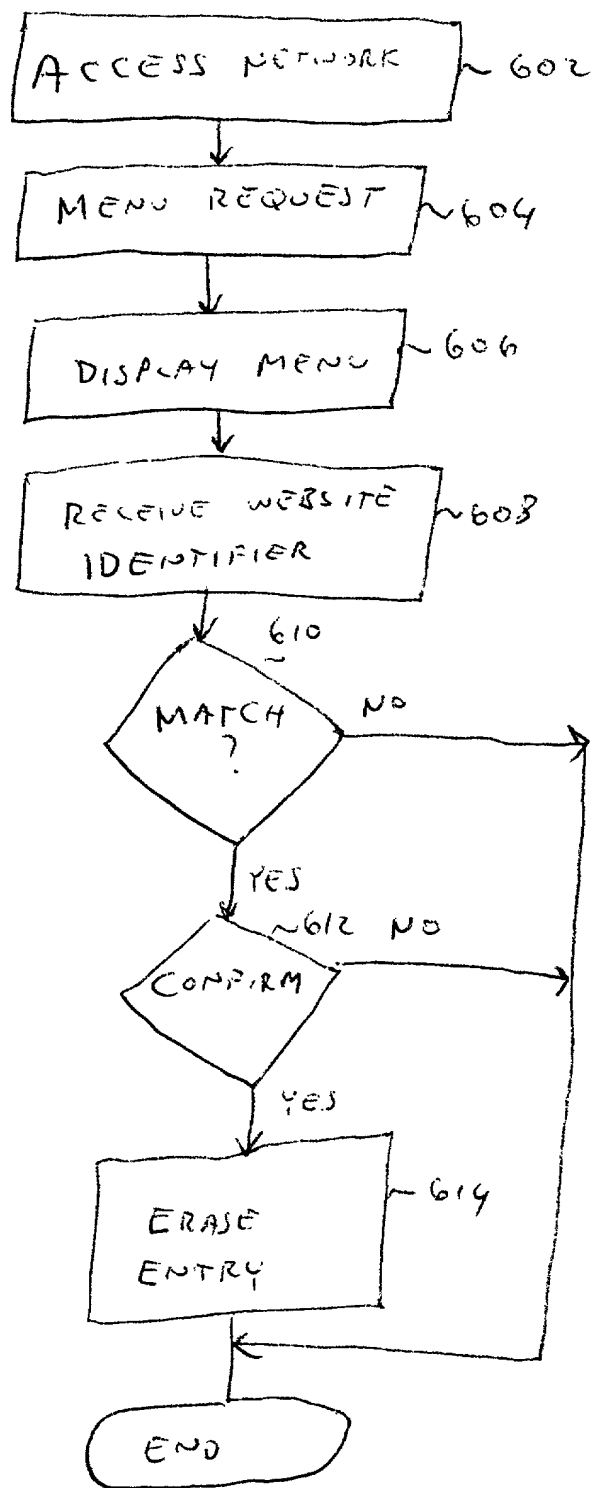 ACCESS NETWORK
602
MENU REQUEST
604
DISPLAY MENU
606
RECEIVE WEBSITE
IDENTIFIER
608
610
MATCH
?
NO
YES
612
NO
CONFIRM
YES
614
ERASE
ENTRY
END